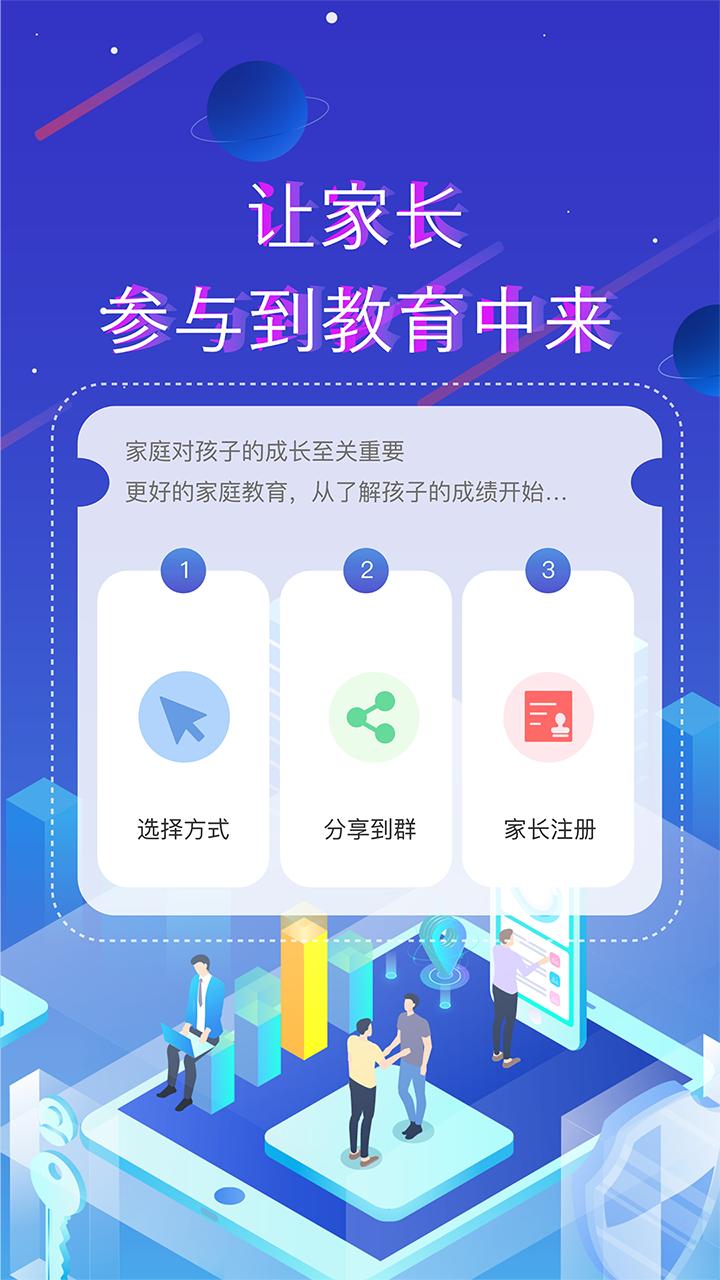 让家长
参与到教育中来
家庭对孩子的成长至关重要
更好的家庭教育，从了解孩子的成绩开始...
1
2
3
选择方式
分享到群
家长注册